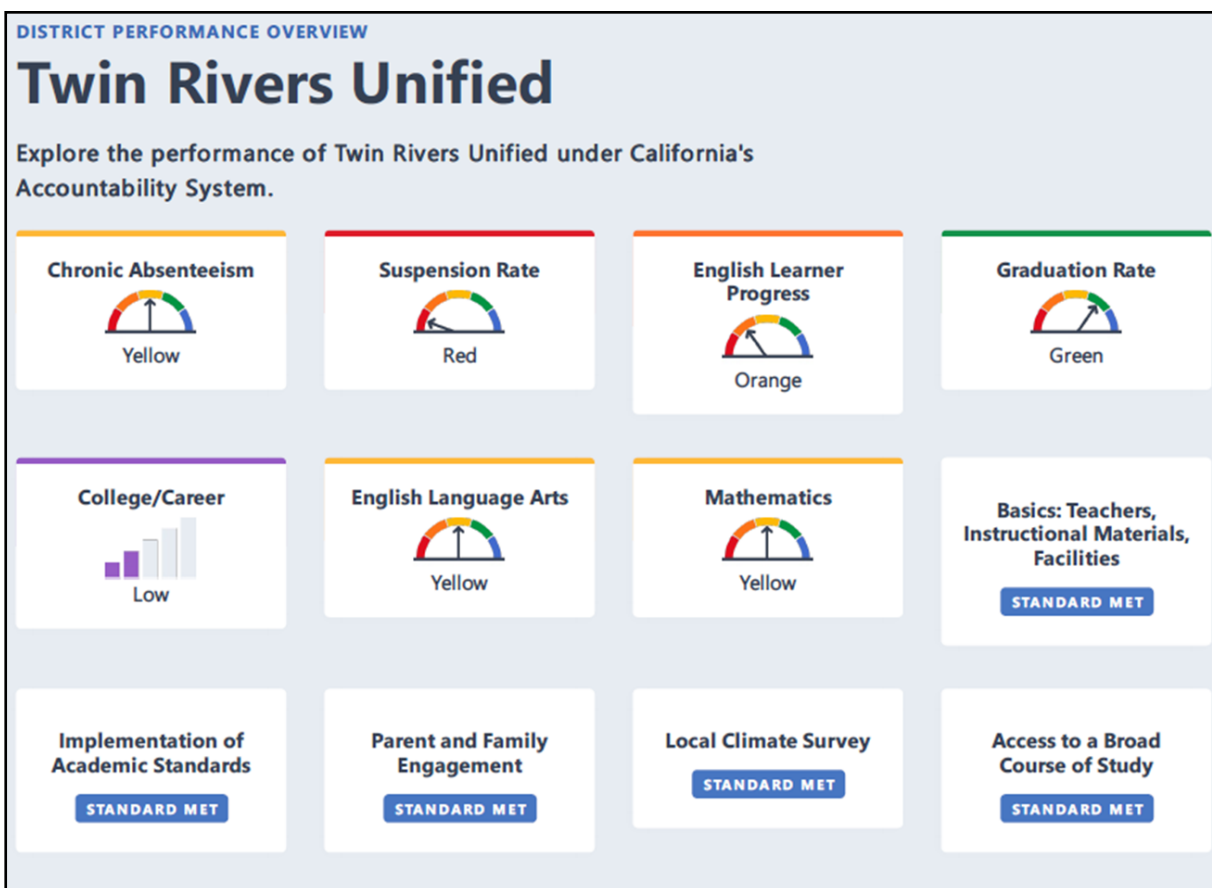 DISTRICT PERFORMANCE OVERVIEW
Twin Rivers Unified
Explore the performance of Twin Rivers Unified under California's
Accountability System.
Chronic Absenteeism
Yellow
Suspension Rate
Red
English Learner
Progress
Orange
Graduation Rate
Green
College/Career
Low
English Language Arts
Yellow
Mathematics
Yellow
Basics: Teachers,
Instructional Materials,
Facilities
STANDARD MET
Implementation of
Academic Standards
STANDARD MET
Parent and Family
Engagement
STANDARD MET
Local Climate Survey
STANDARD MET
Access to a Broad
Course of Study
STANDARD MET